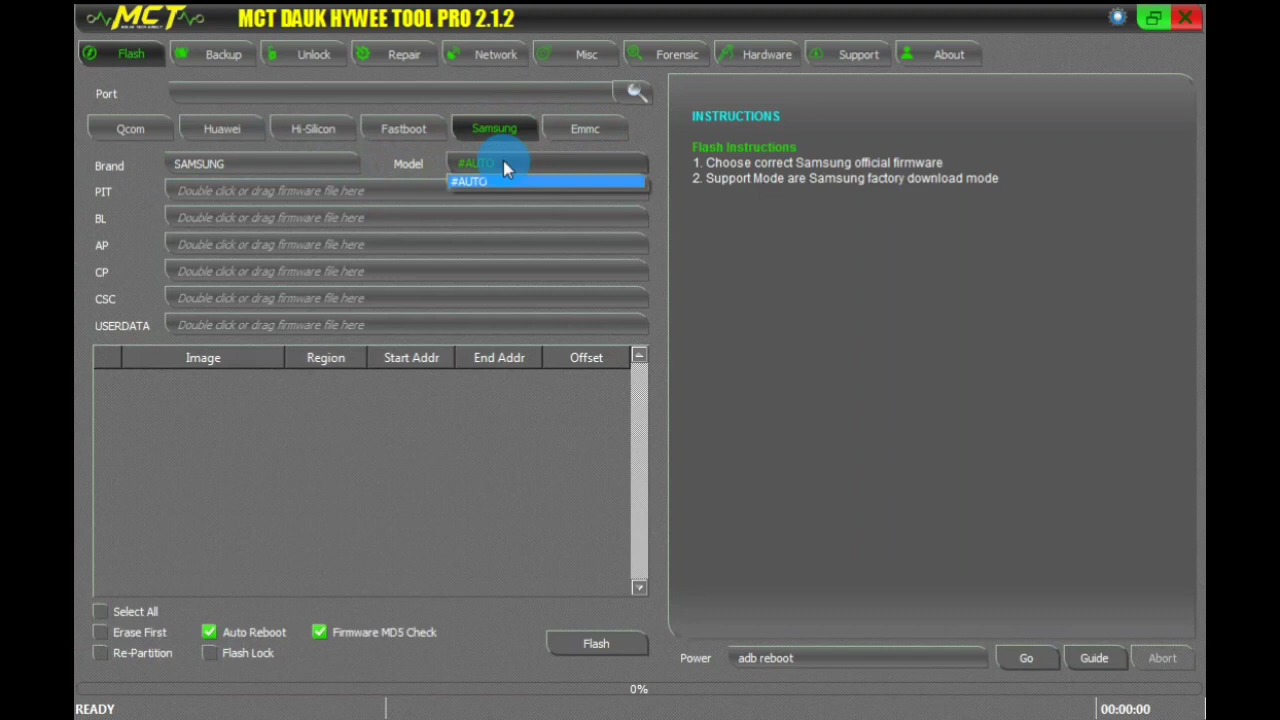 MCT
MCT DAUK HYWEE TOOL PRO 2.1.2
Flash Backup Unlock Repair Network Misc Forensic Hardware Support About
Port
Qcom Huawei Hi-Silicon Fastboot Samsung Emmc
Brand SAMSUNG Model #AUTO
#AUTO
PIT Double click or drag firmware file here
BL Double click or drag firmware file here
AP Double click or drag firmware file here
CP Double click or drag firmware file here
CSC Double click or drag firmware file here
USERDATA Double click or drag firmware file here
Image Region Start Addr End Addr Offset
Select All
Erase First Auto Reboot Firmware MD5 Check
Re-Partition Flash Lock
Flash
INSTRUCTIONS
Flash Instructions
1. Choose correct Samsung official firmware
2. Support Mode are Samsung factory download mode
Power adb reboot Go Guide Abort
0%
READY 00:00:00